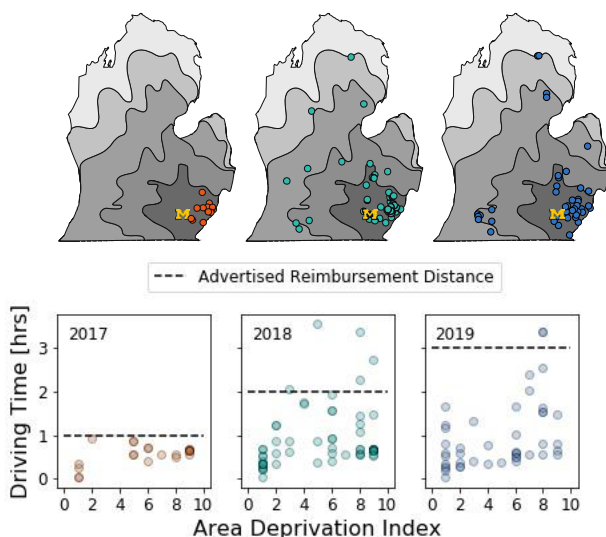 M
M
M
Advertised Reimbursement Distance
2017
2018
2019
Driving Time [hrs]
3
2
1
0
0 2 4 6 8 10
0 2 4 6 8 10
0 2 4 6 8 10
Area Deprivation Index